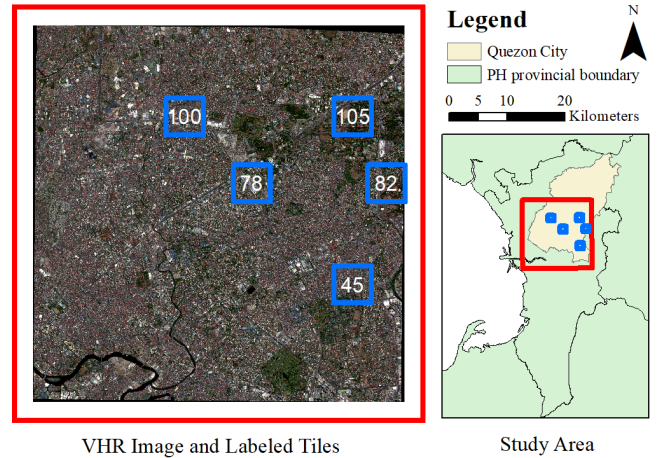 100
105
78
82
45
VHR Image and Labeled Tiles
Legend
N
Quezon City
PH provincial boundary
0 5 10 20
Kilometers
Study Area